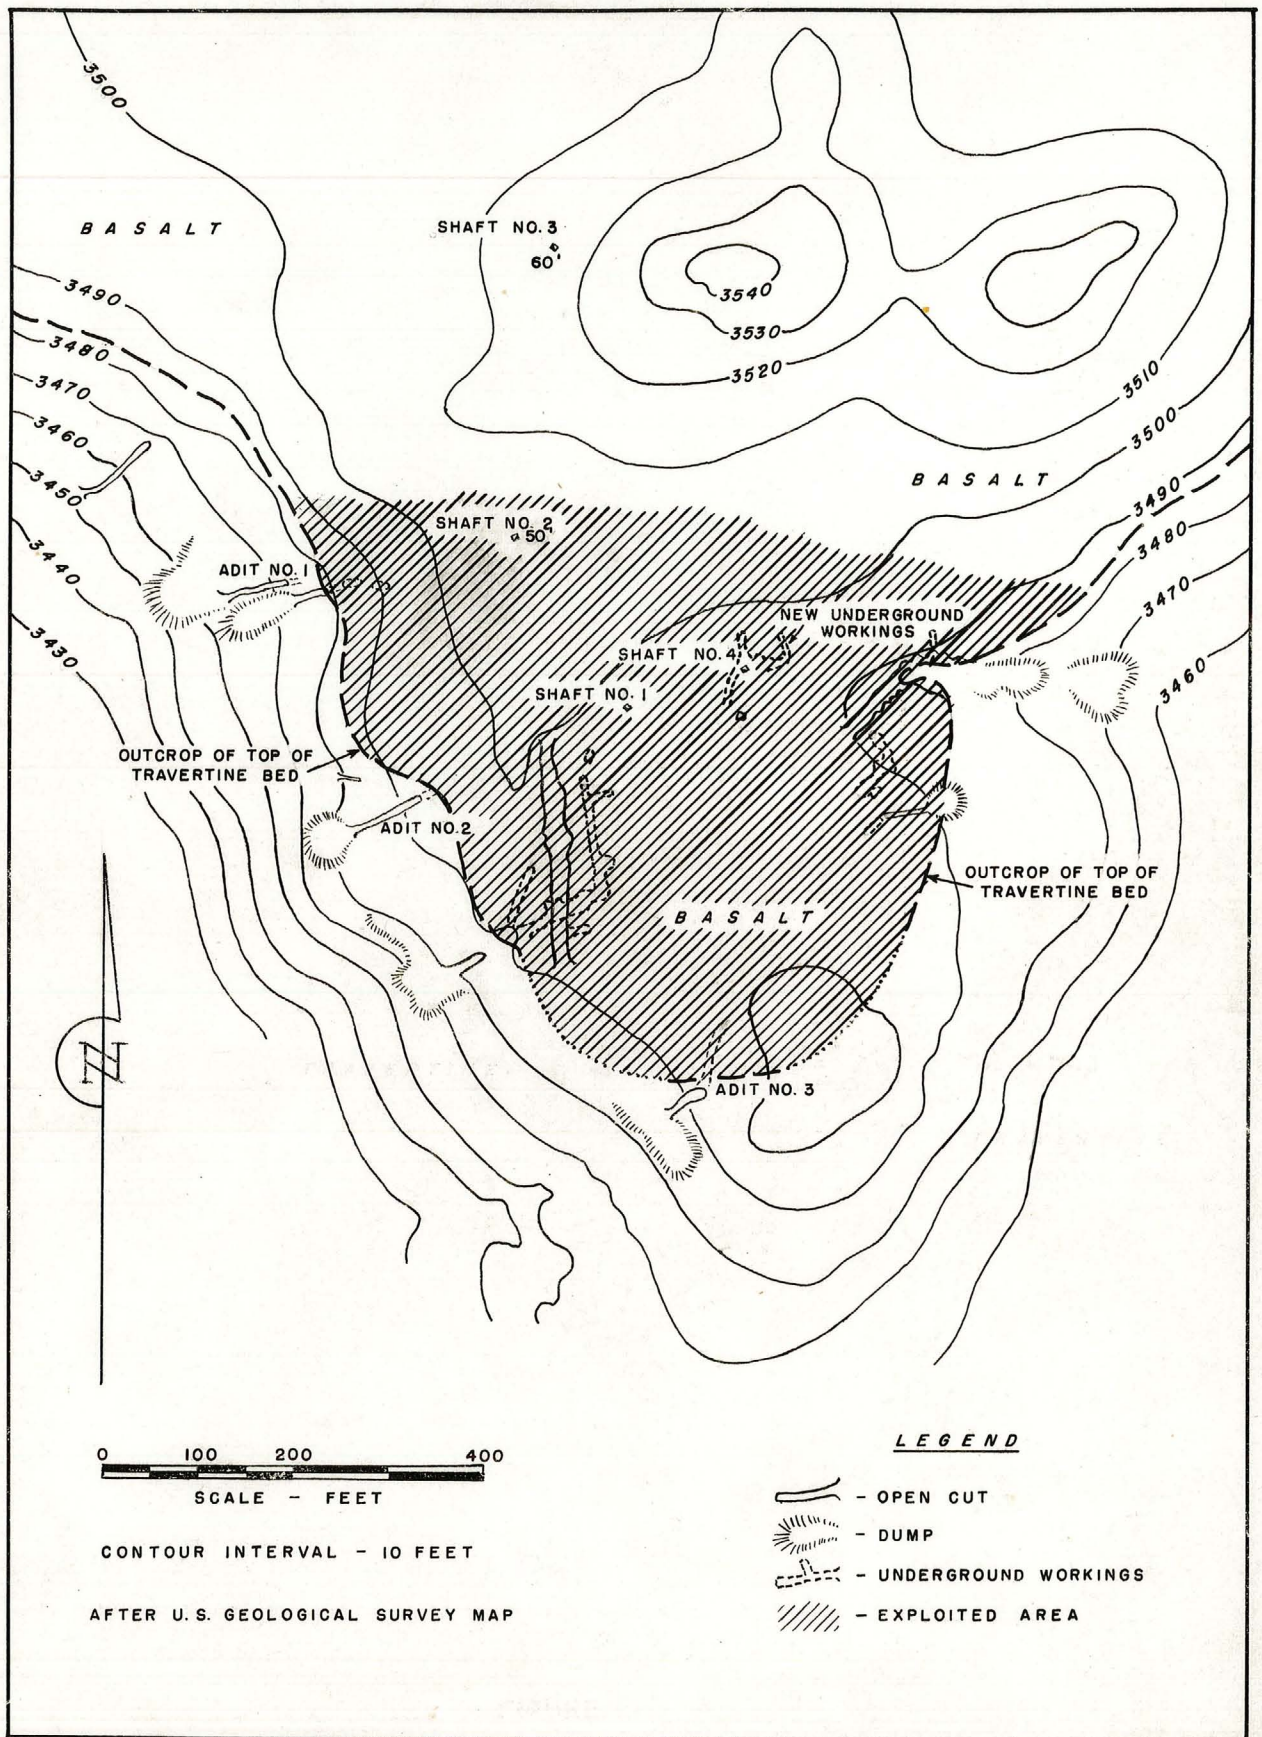 3500
BASALT
SHAFT NO. 3
60'
3490
3540
3530
3480
3520
3470
3510
3460
3500
BASALT
3450
3490
SHAFT NO. 2
50'
3480
3440
ADIT NO. 1
3470
NEW UNDERGROUND
WORKINGS
3430
SHAFT NO. 4
3460
SHAFT NO. 1
OUTCROP OF TOP OF
TRAVERTINE BED
ADIT NO. 2
OUTCROP OF TOP OF
TRAVERTINE BED
BASALT
N
ADIT NO. 3
LEGEND
0 100 200 400
SCALE - FEET
- OPEN CUT
- DUMP
CONTOUR INTERVAL - 10 FEET
- UNDERGROUND WORKINGS
AFTER U.S. GEOLOGICAL SURVEY MAP
- EXPLOITED AREA